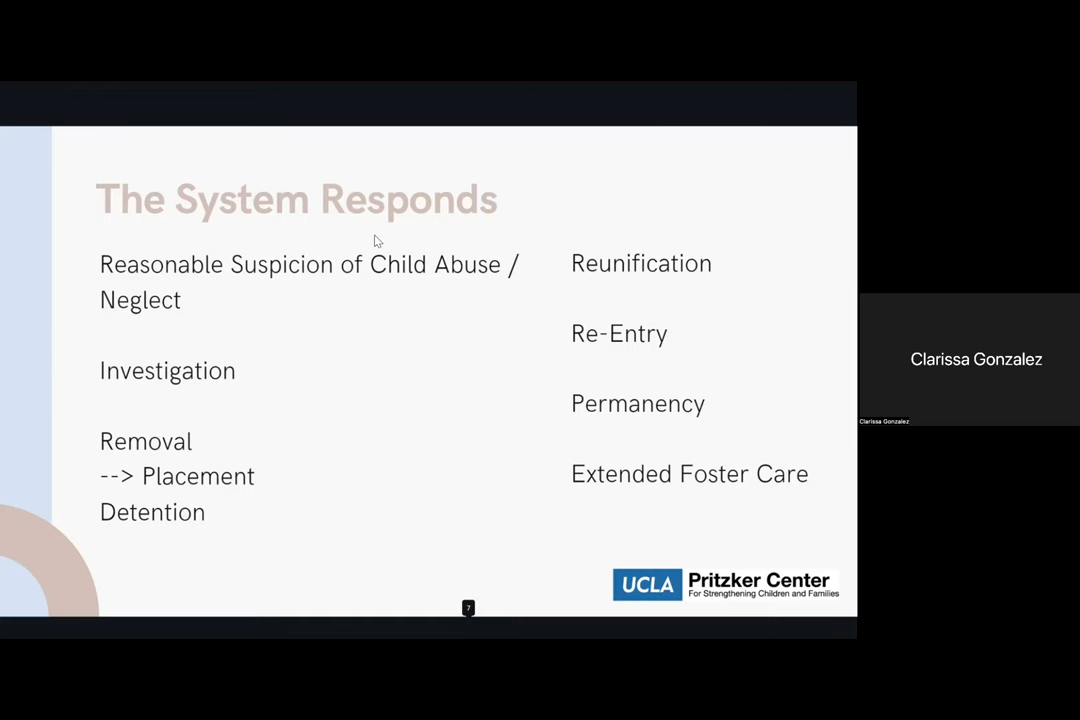 The System Responds
Reasonable Suspicion of Child Abuse /
Neglect
Investigation
Removal
--> Placement
Detention
Reunification
Re-Entry
Permanency
Extended Foster Care
UCLA Pritzker Center
For Strengthening Children and Families
7
Clarissa Gonzalez
Clarissa Gonzalez